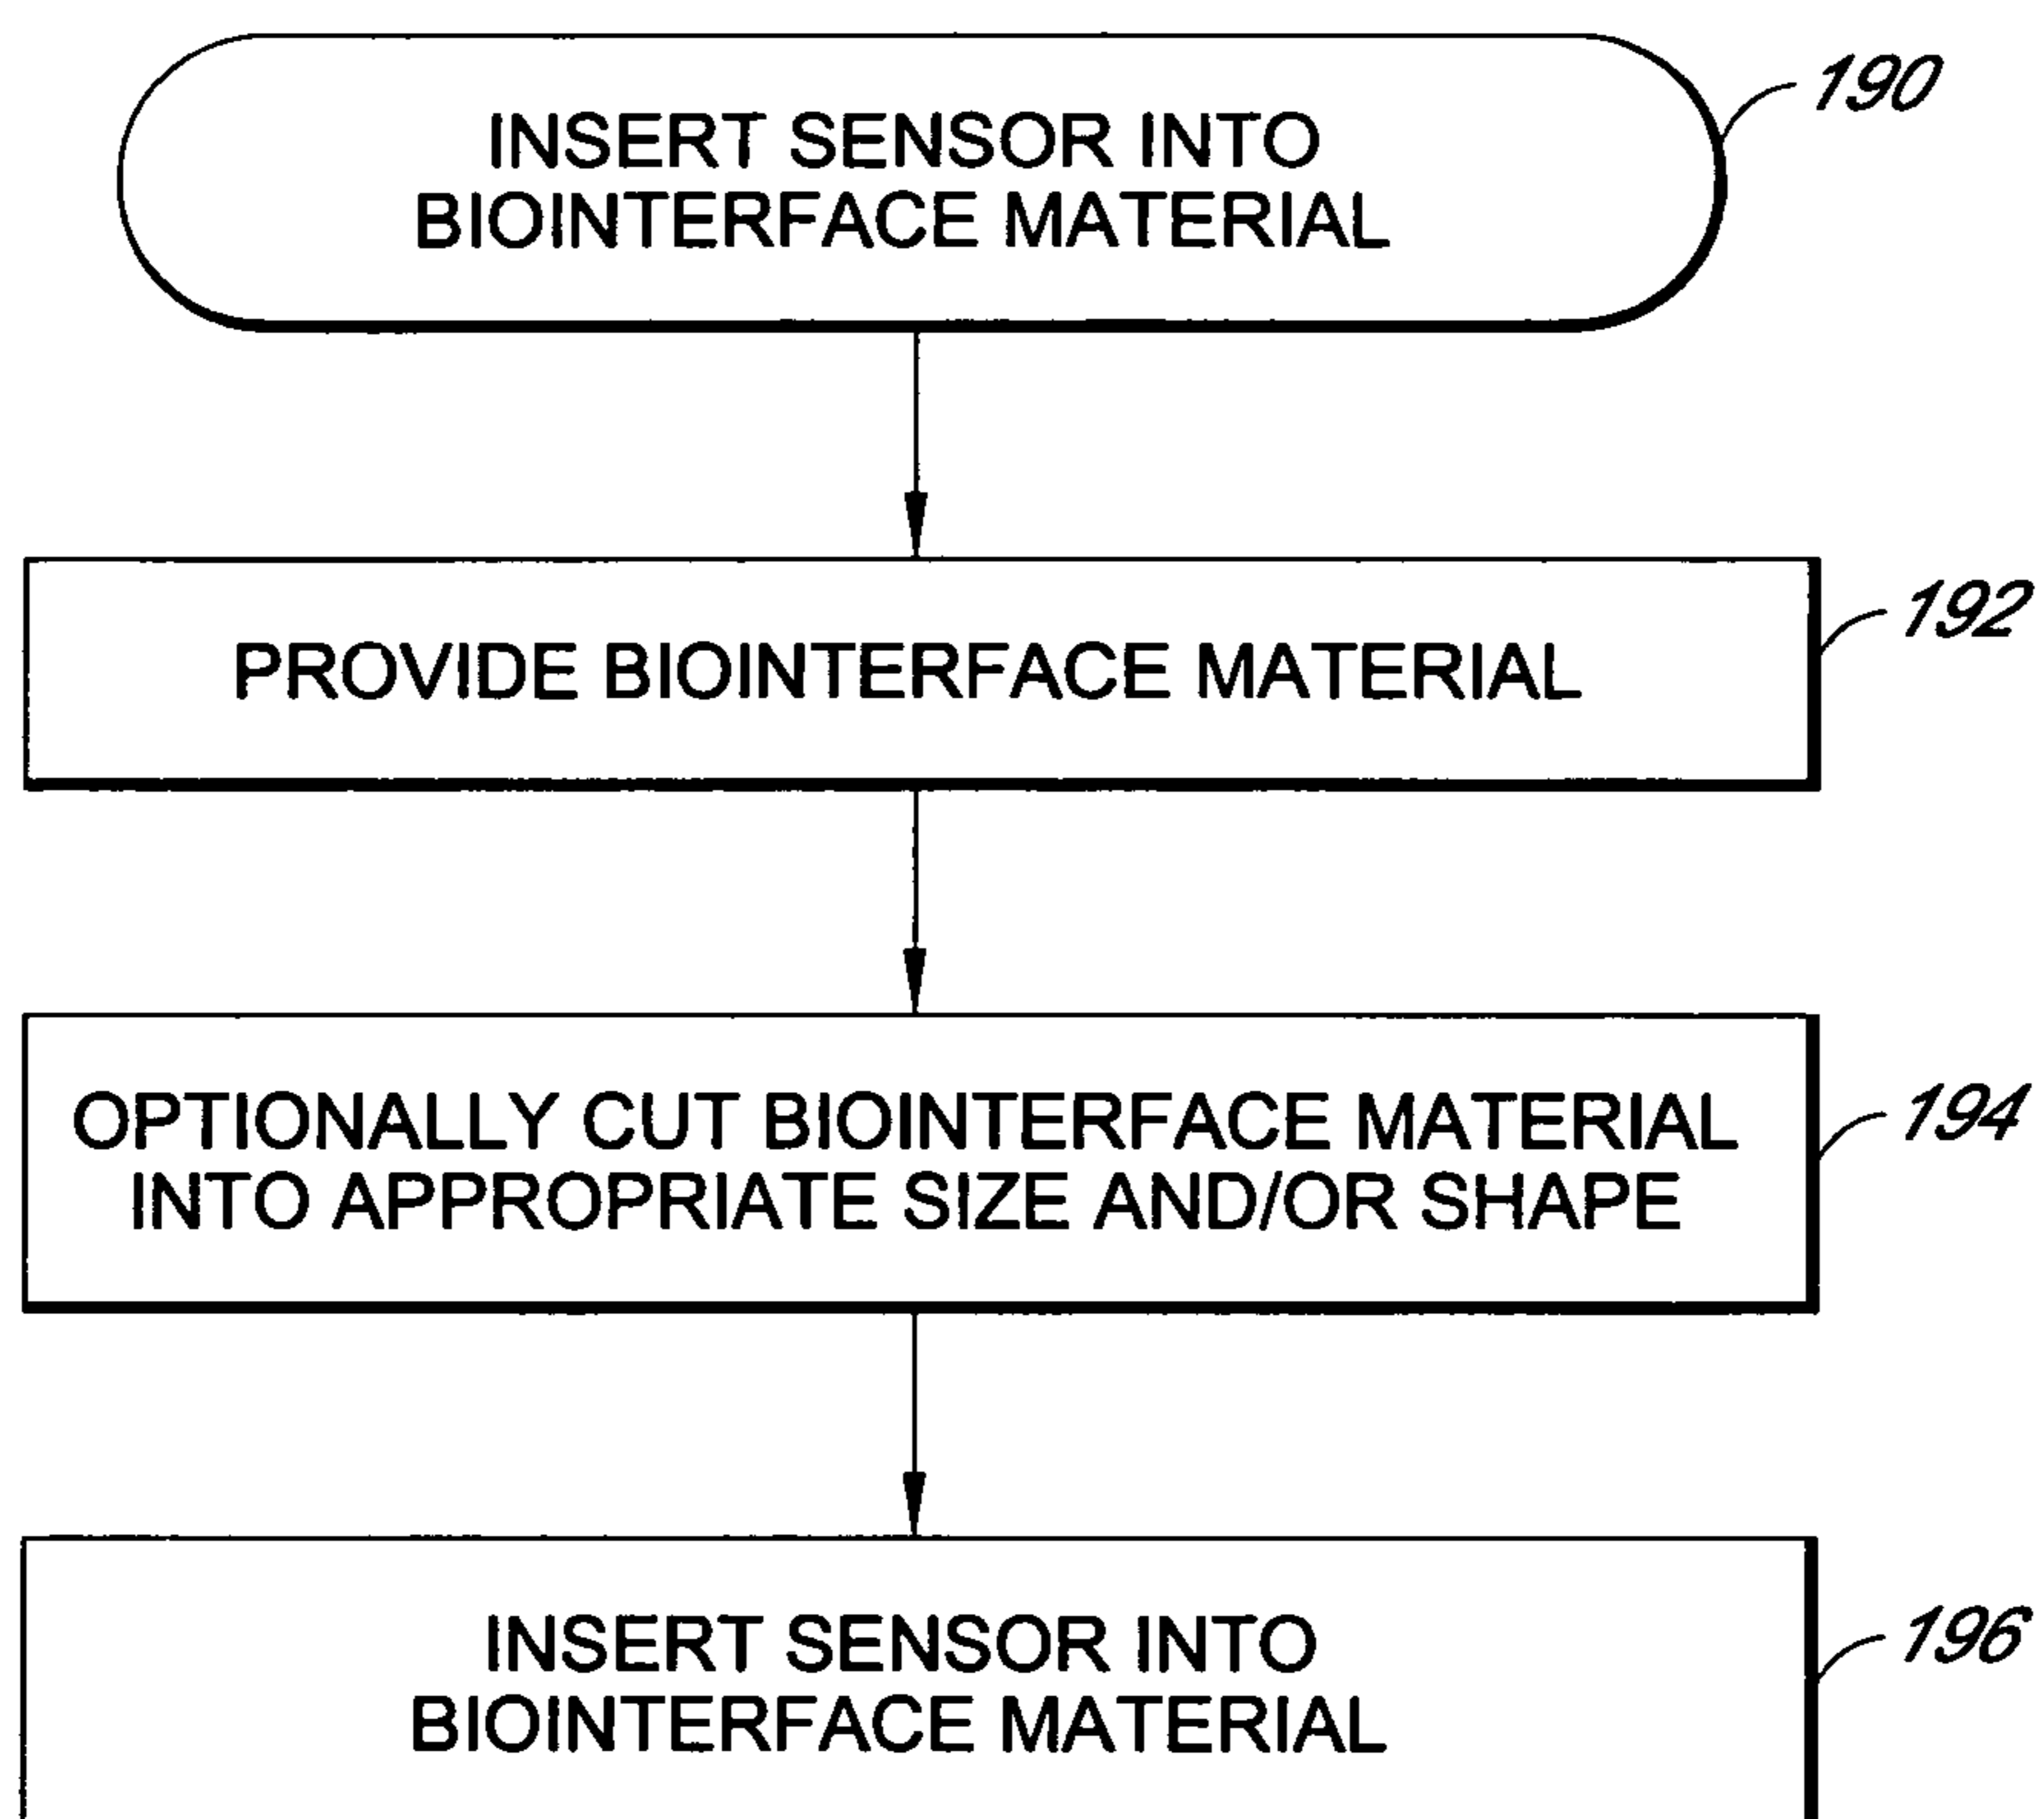 INSERT SENSOR INTO
BIOINTERFACE MATERIAL
190
PROVIDE BIOINTERFACE MATERIAL
192
OPTIONALLY CUT BIOINTERFACE MATERIAL
INTO APPROPRIATE SIZE AND/OR SHAPE
194
INSERT SENSOR INTO
BIOINTERFACE MATERIAL
196